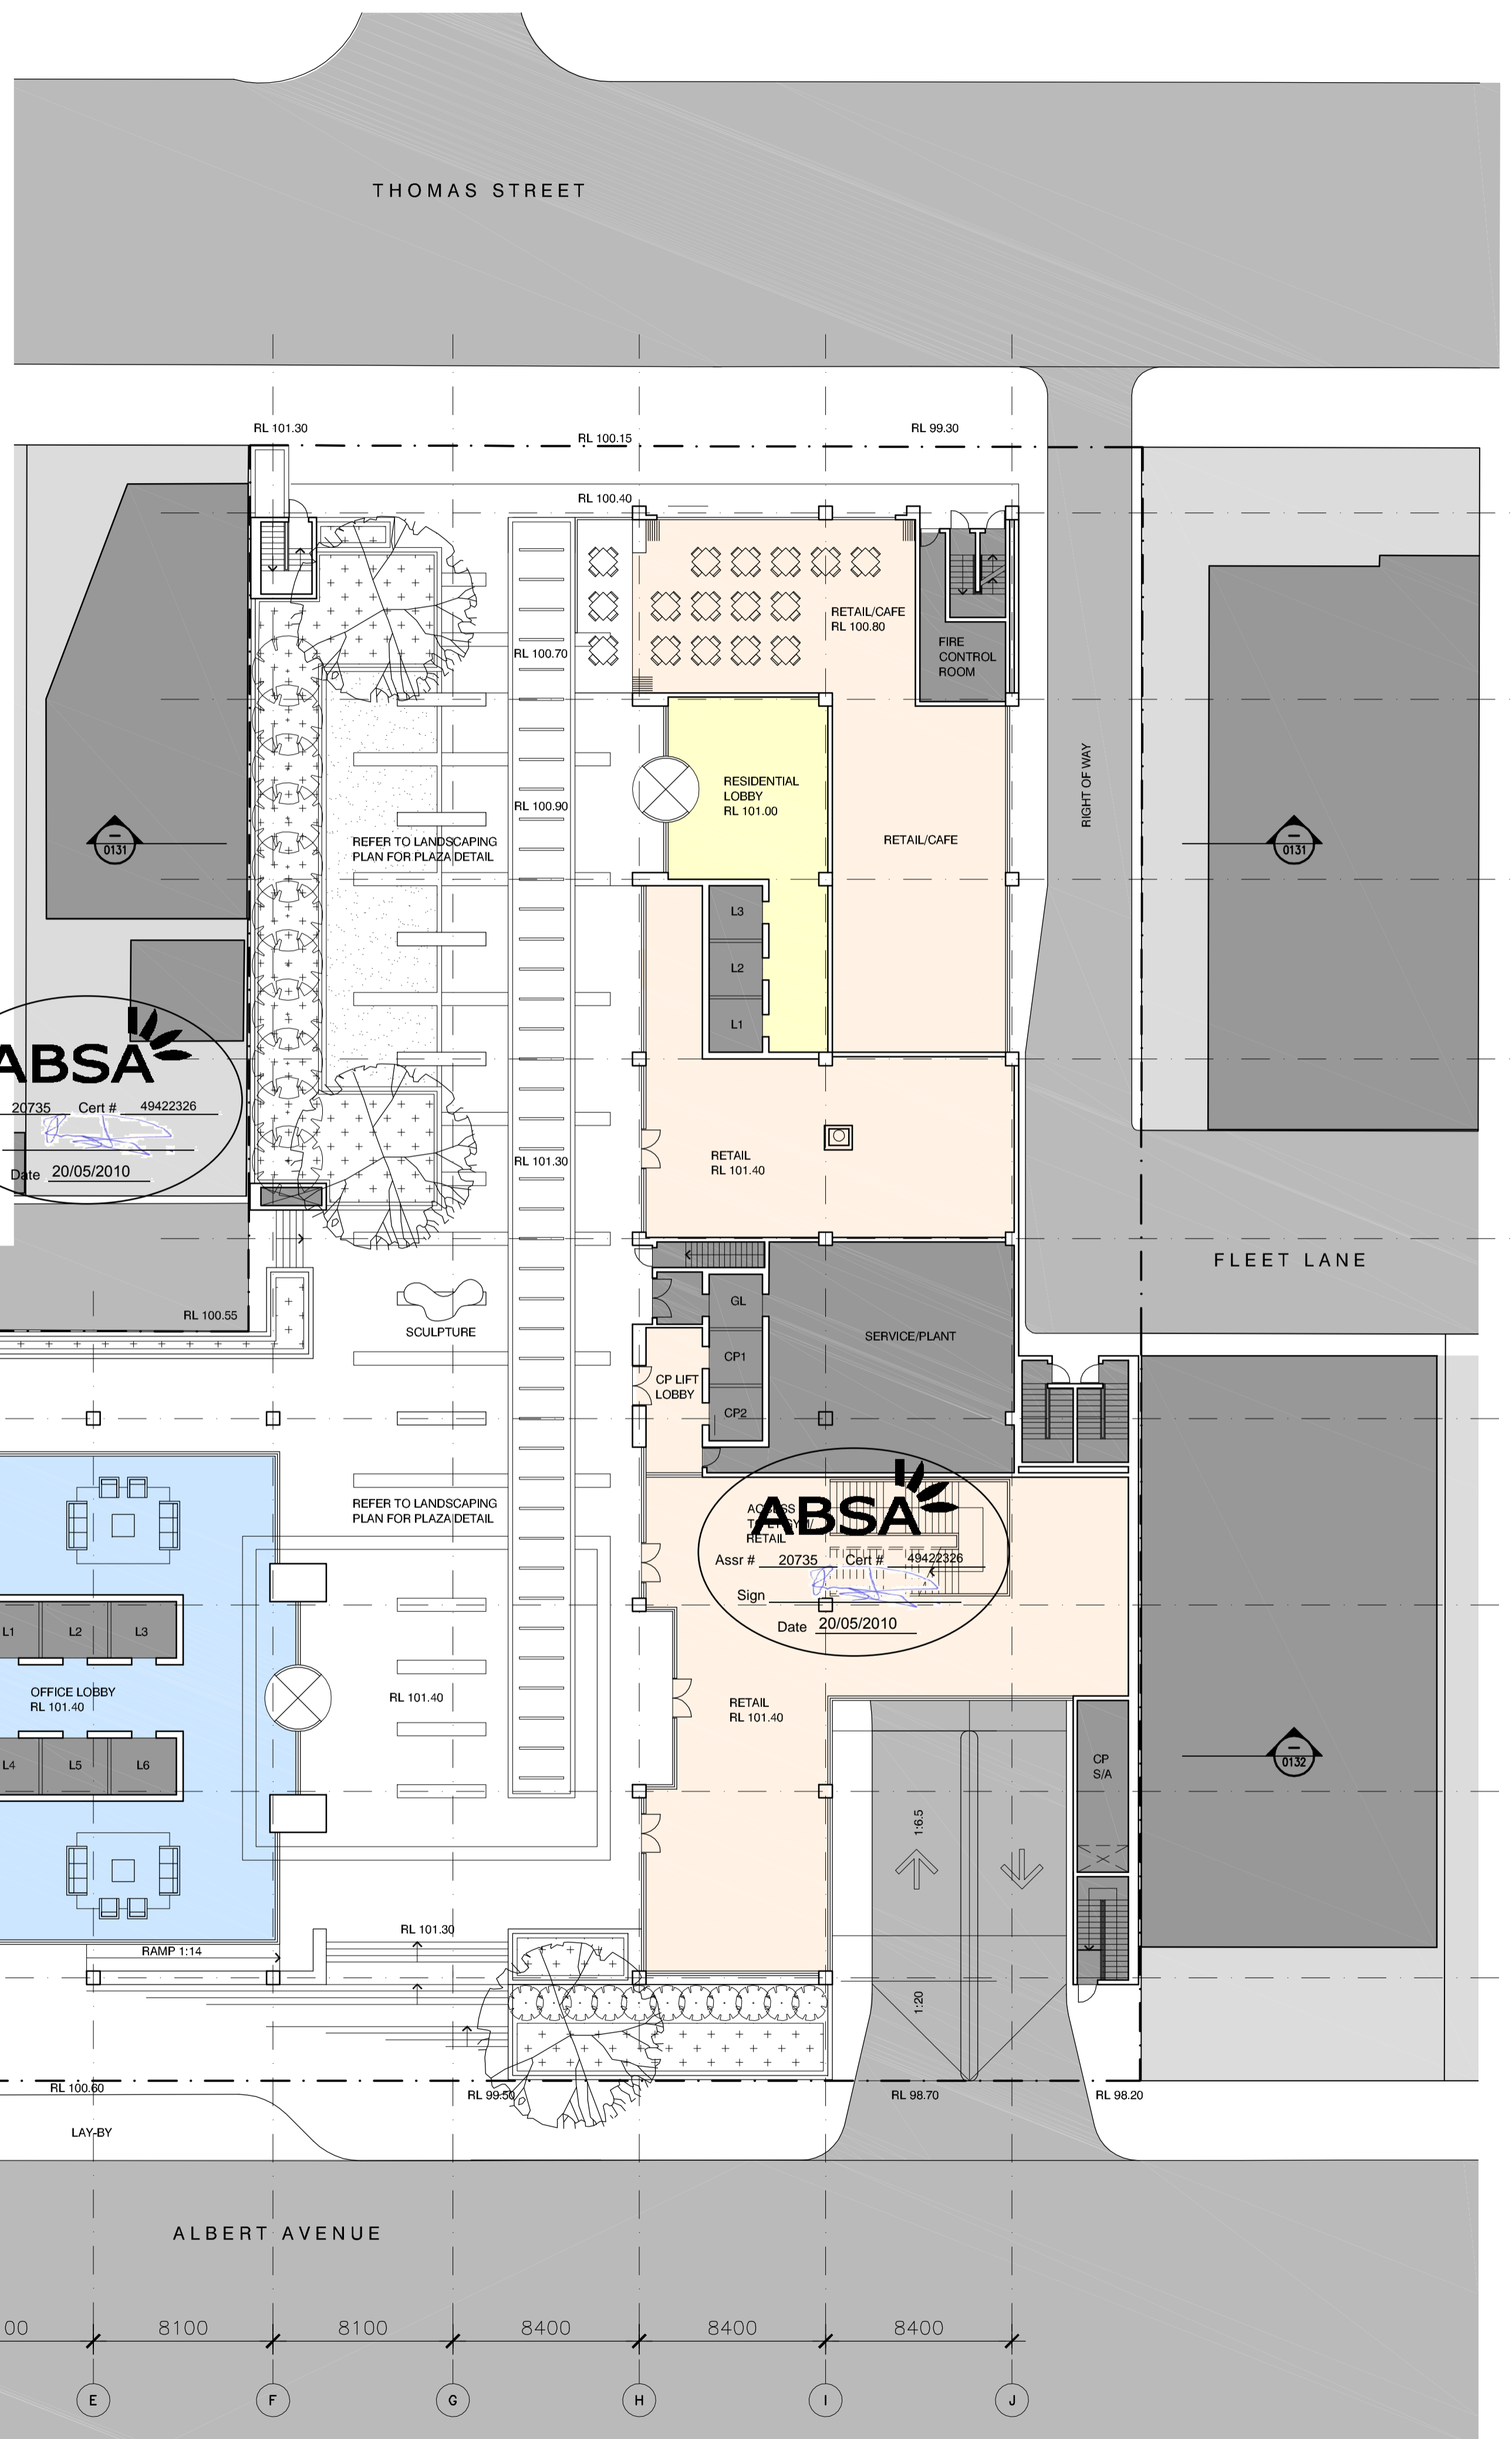 THOMAS STREET
RL 101.30
RL 100.15
RL 99.30
RL 100.40
RETAIL/CAFE
RL 100.80
FIRE
CONTROL
ROOM
RL 100.70
RESIDENTIAL
LOBBY
RL 101.00
RIGHT OF WAY
RL 100.90
REFER TO LANDSCAPING
PLAN FOR PLAZA DETAIL
RETAIL/CAFE
0131
0131
L3
L2
L1
ABSA
20735 Cert # 49422326
Date 20/05/2010
RL 101.30
RETAIL
RL 101.40
FLEET LANE
RL 100.55
SCULPTURE
GL
CP1
CP2
SERVICE/PLANT
CP LIFT
LOBBY
REFER TO LANDSCAPING
PLAN FOR PLAZA DETAIL
ACCESS
RETAIL
ABSA
Assr # 20735 Cert # 49422326
Sign
Date 20/05/2010
L1
L2
L3
OFFICE LOBBY
RL 101.40
RL 101.40
RETAIL
RL 101.40
L4
L5
L6
CP
S/A
0132
1:6.5
RL 101.30
RAMP 1:14
1:20
RL 100.60
RL 99.50
RL 98.70
RL 98.20
LAY-BY
ALBERT AVENUE
00
8100
8100
8400
8400
8400
E
F
G
H
I
J